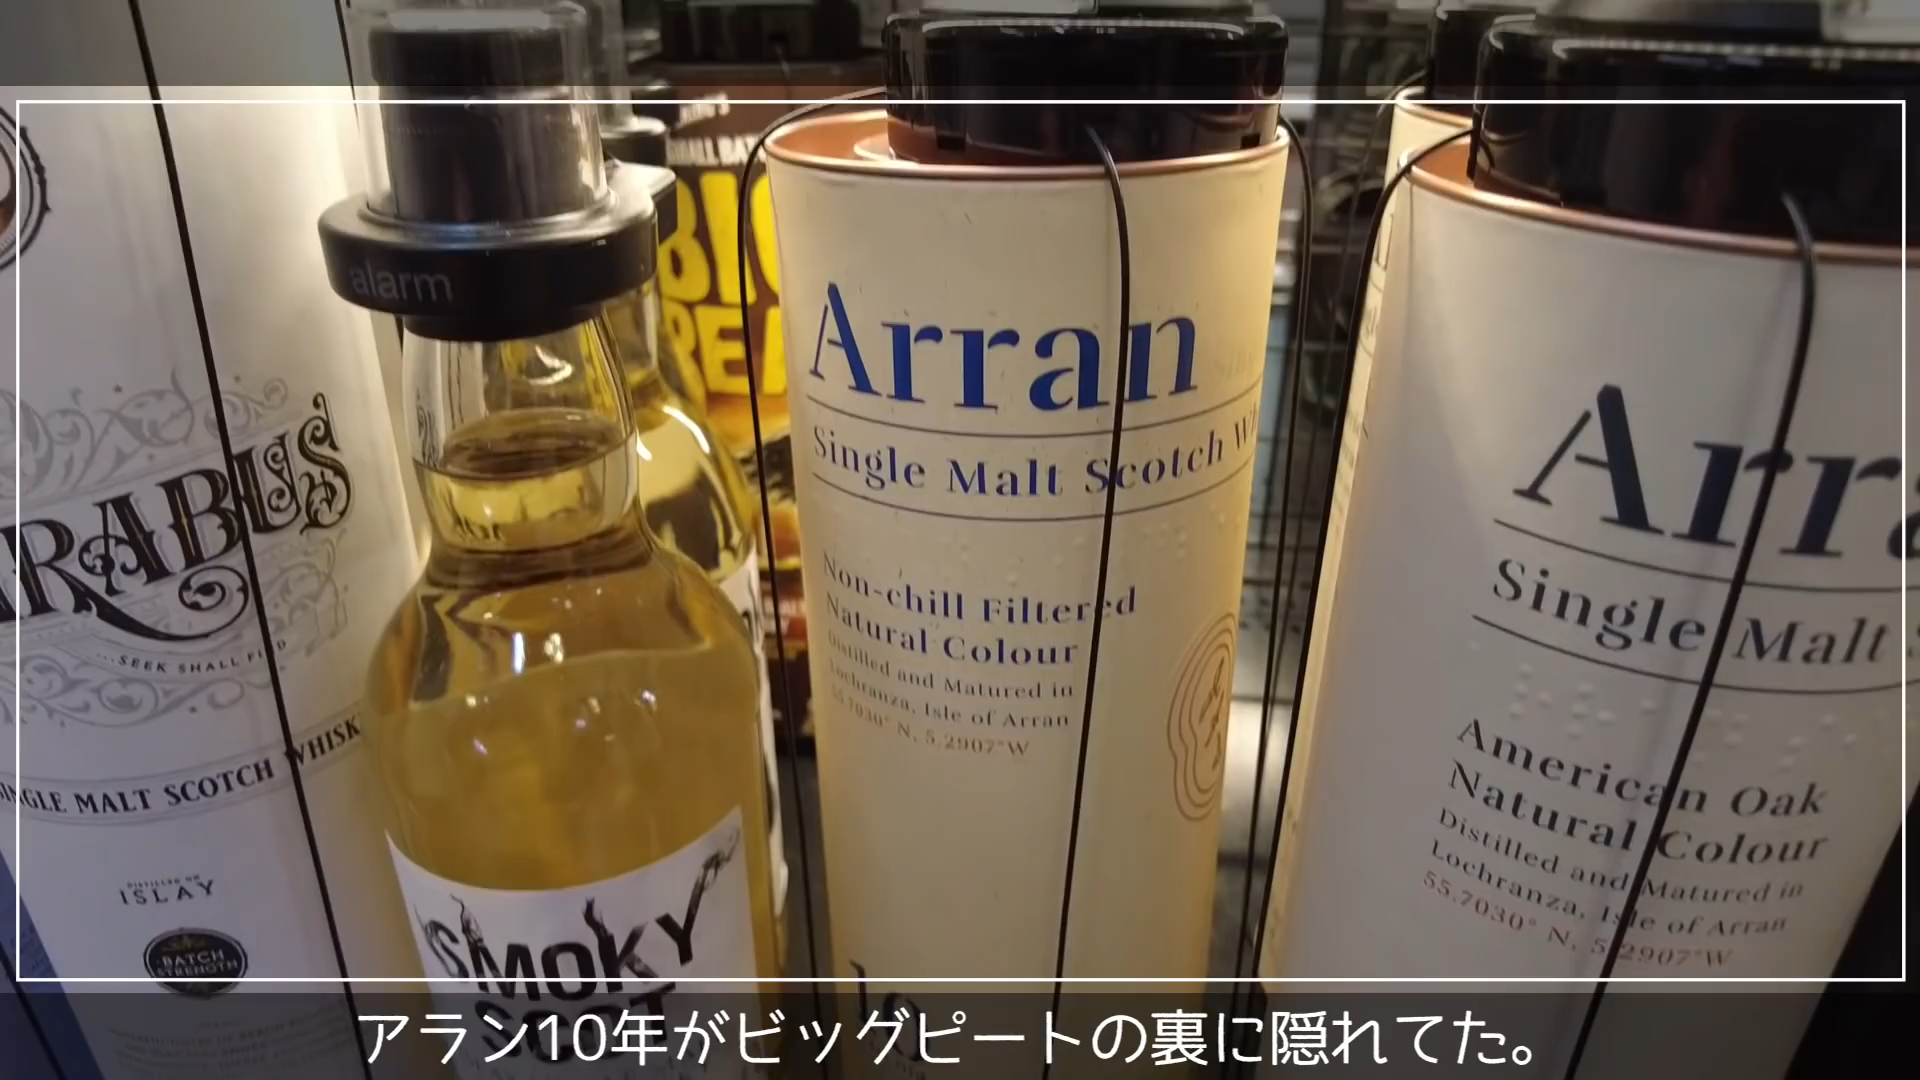 alarm
ARABUS
...SEEK SHALL FIND
SINGLE MALT SCOTCH WHISK
ISLAY
BATCH
STRENGTH
SMOKY
SCOT
BIG
PEA
Arran
Single Malt Scotch Wh
Non-chill Filtered
Natural Colour
Distilled and Matured in
Lochranza, Isle of Arran
55.7030° N, 5.2907°W
10
Arra
Single Malt S
American Oak
Natural Colour
Distilled and Matured in
Lochranza, Isle of Arran
55.7030° N, 5.2907°W
アラン10年がビッグピートの裏に隠れてた。